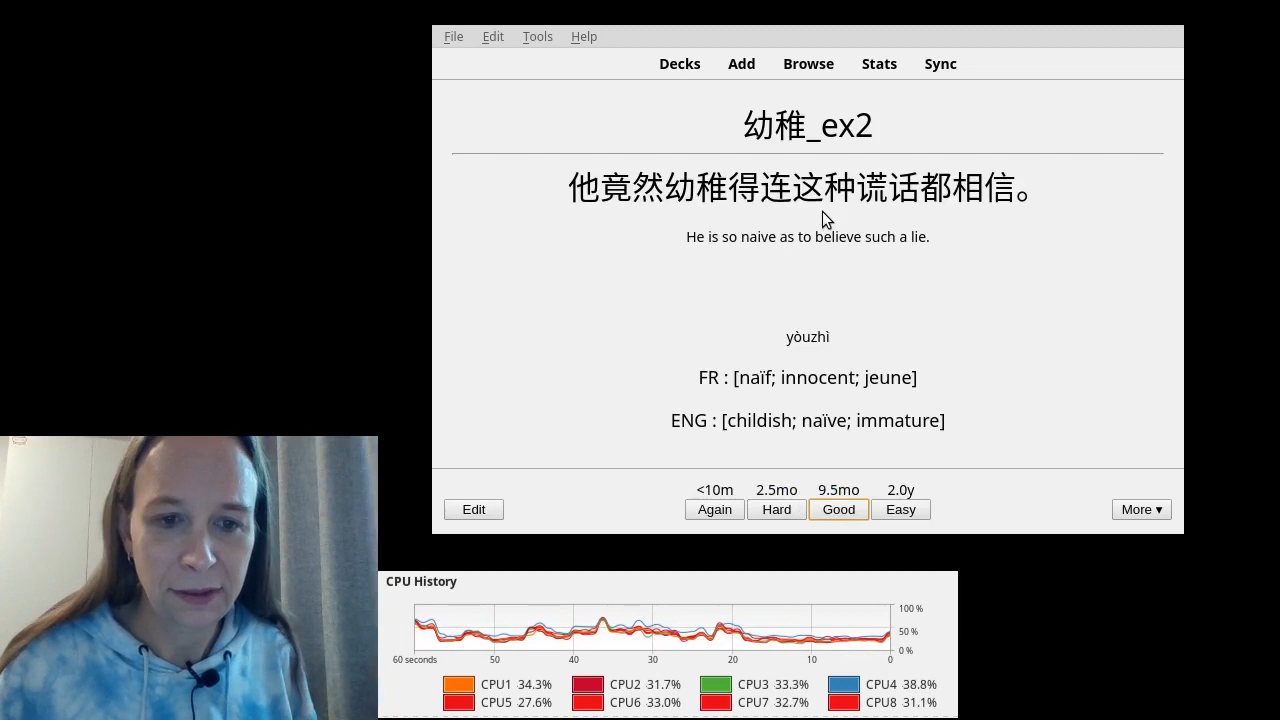 File Edit Tools Help
Decks Add Browse Stats Sync
幼稚_ex2
他竟然幼稚得连这种谎话都相信。
He is so naive as to believe such a lie.
yòuzhì
FR : [naïf; innocent; jeune]
ENG : [childish; naïve; immature]
<10m 2.5mo 9.5mo 2.0y
Edit Again Hard Good Easy More ▾
CPU History
100 %
50 %
0 %
60 seconds 50 40 30 20 10 0
CPU1 34.3% CPU2 31.7% CPU3 33.3% CPU4 38.8%
CPU5 27.6% CPU6 33.0% CPU7 32.7% CPU8 31.1%